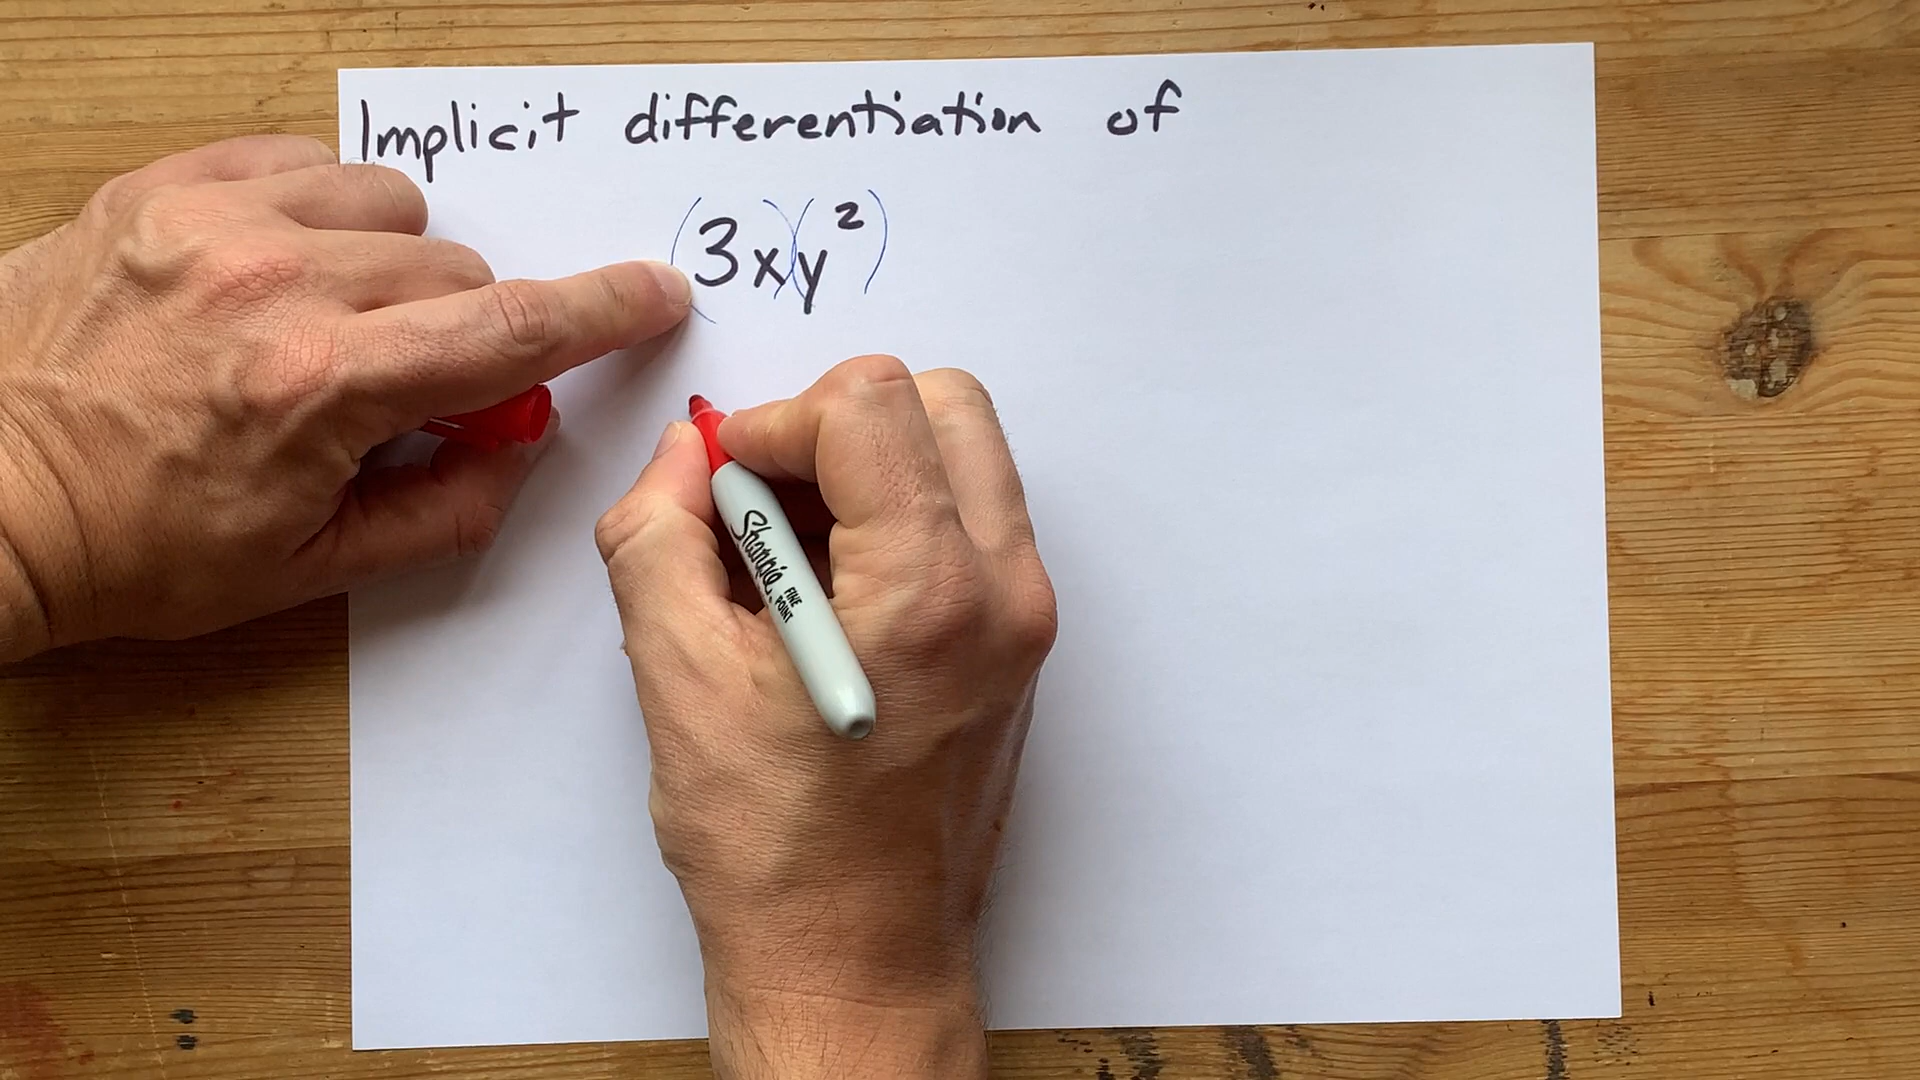 Implicit differentiation of
(3x)(y²)
Sharpie.
FINE
POINT